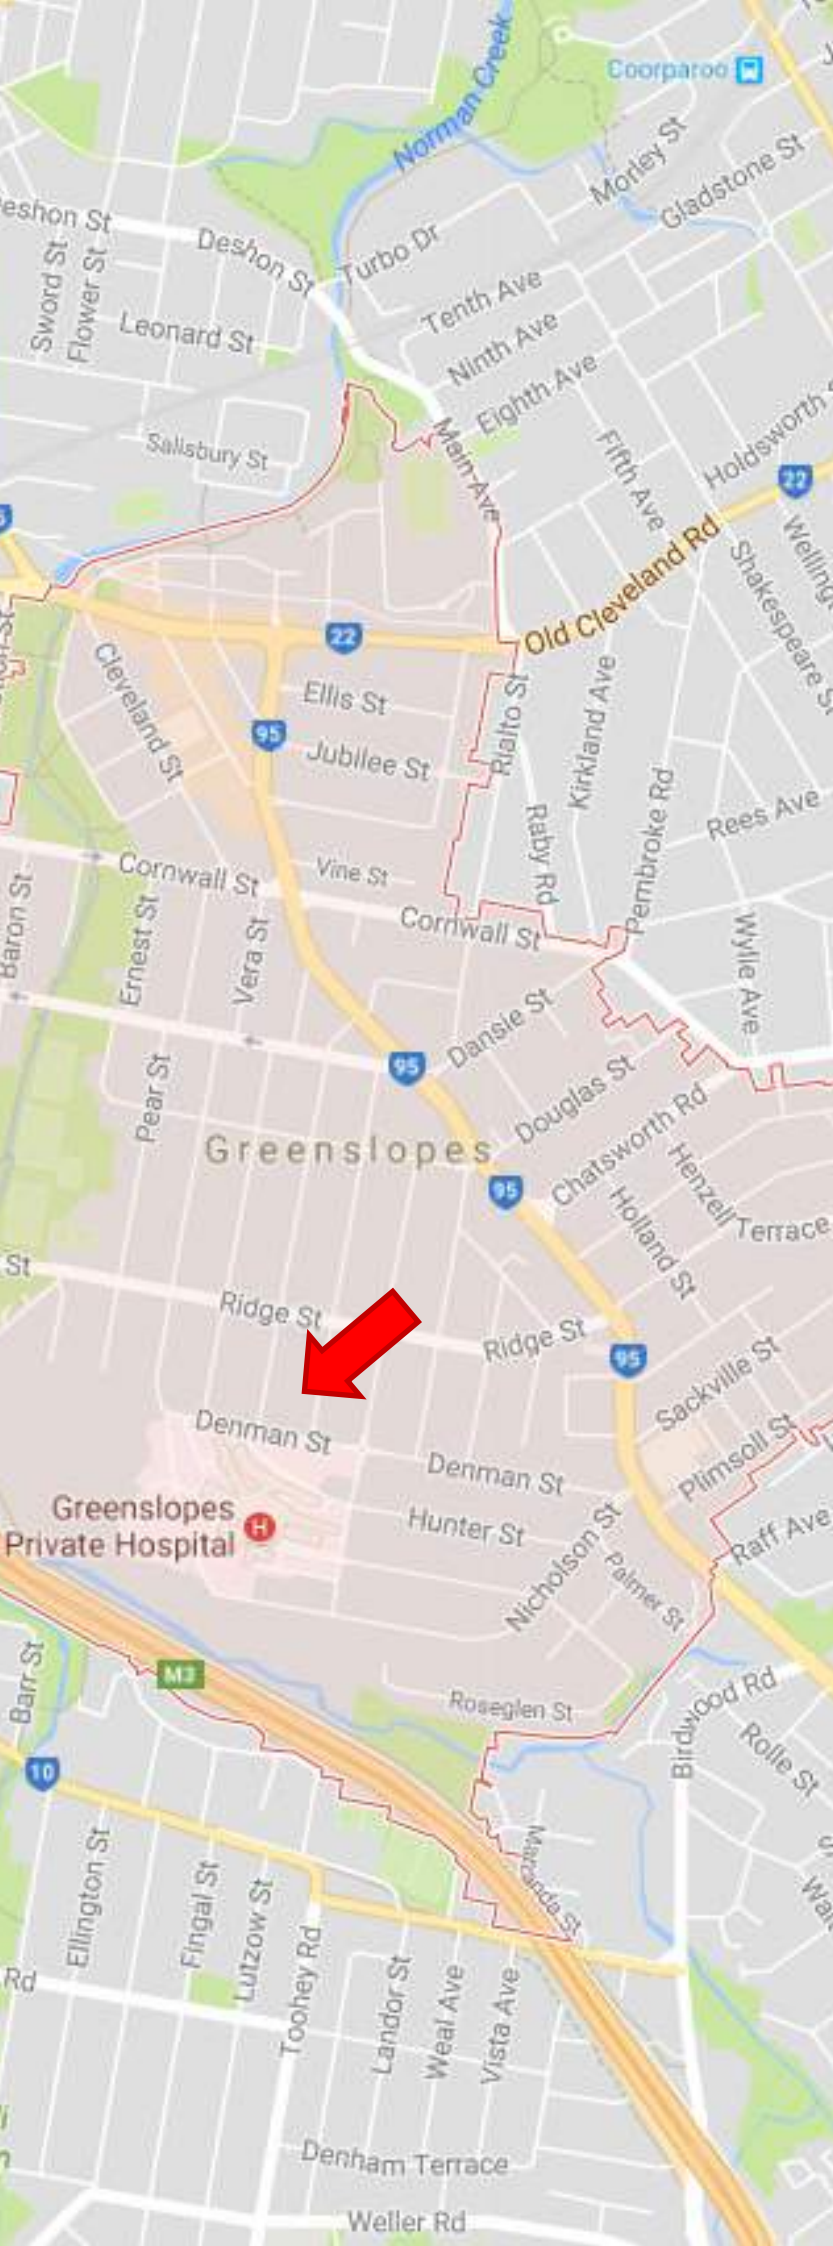 Coorparoo
Norman Creek
Morley St
Gladstone St
eshon St
Deshon St
Turbo Dr
Sword St
Flower St
Tenth Ave
Leonard St
Ninth Ave
Eighth Ave
Holdsworth
Main Ave
Fifth Ave
Salisbury St
22
Old Cleveland Rd
Welling
Shakespeare St
22
Cleveland St
Ellis St
Rialto St
Kirkland Ave
95
Jubilee St
Pembroke Rd
Raby Rd
Rees Ave
Cornwall St
Vine St
Baron St
Ernest St
Vera St
Cornwall St
Wylie Ave
Dansie St
95
Pear St
Douglas St
Greenslopes
Chatsworth Rd
95
Henzell Terrace
Holland St
St
Ridge St
Ridge St
95
Sackville St
Denman St
Denman St
Plimsoll St
Greenslopes
Private Hospital
H
Hunter St
Nicholson St
Raff Ave
Palmer St
M3
Barr St
Roseglen St
Birdwood Rd
Rolle St
10
Ellington St
Fingal St
Lutzow St
Toohey Rd
Maranda St
Rd
Landor St
Weal Ave
Vista Ave
Denham Terrace
Weller Rd